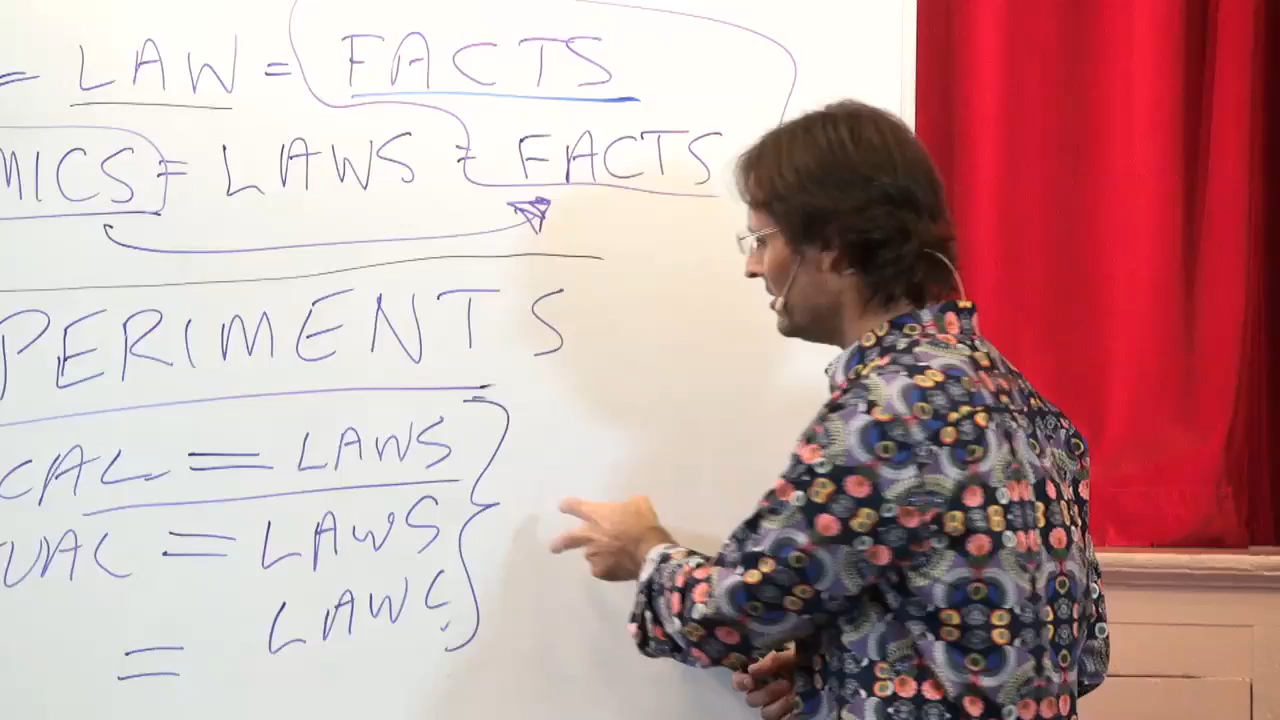 = LAW = FACTS
MICS = LAWS = FACTS
PERIMENTS
CAL = LAWS
UAL = LAWS
= LAWS